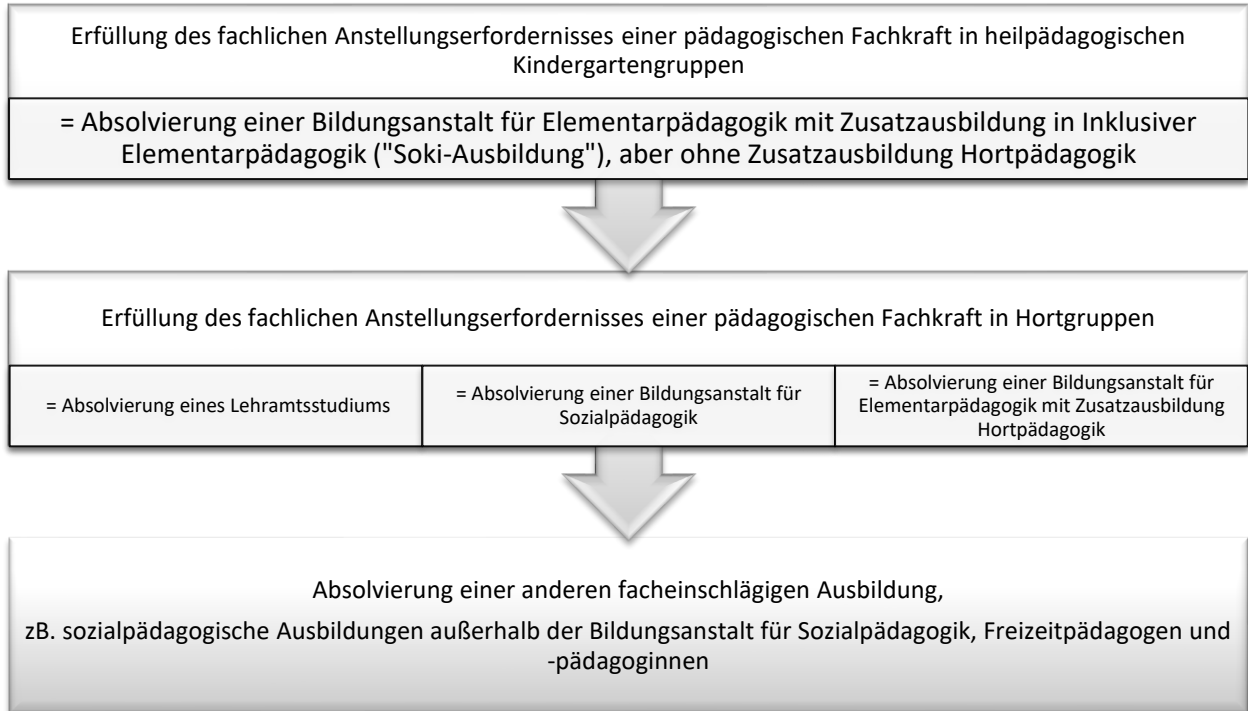 Erfüllung des fachlichen Anstellungserfordernisses einer pädagogischen Fachkraft in heilpädagogischen
Kindergartengruppen
= Absolvierung einer Bildungsanstalt für Elementarpädagogik mit Zusatzausbildung in Inklusiver
Elementarpädagogik ("Soki-Ausbildung"), aber ohne Zusatzausbildung Hortpädagogik
Erfüllung des fachlichen Anstellungserfordernisses einer pädagogischen Fachkraft in Hortgruppen
= Absolvierung eines Lehramtsstudiums
= Absolvierung einer Bildungsanstalt für
Sozialpädagogik
= Absolvierung einer Bildungsanstalt für
Elementarpädagogik mit Zusatzausbildung
Hortpädagogik
Absolvierung einer anderen facheinschlägigen Ausbildung,
zB. sozialpädagogische Ausbildungen außerhalb der Bildungsanstalt für Sozialpädagogik, Freizeitpädagogen und
-pädagoginnen